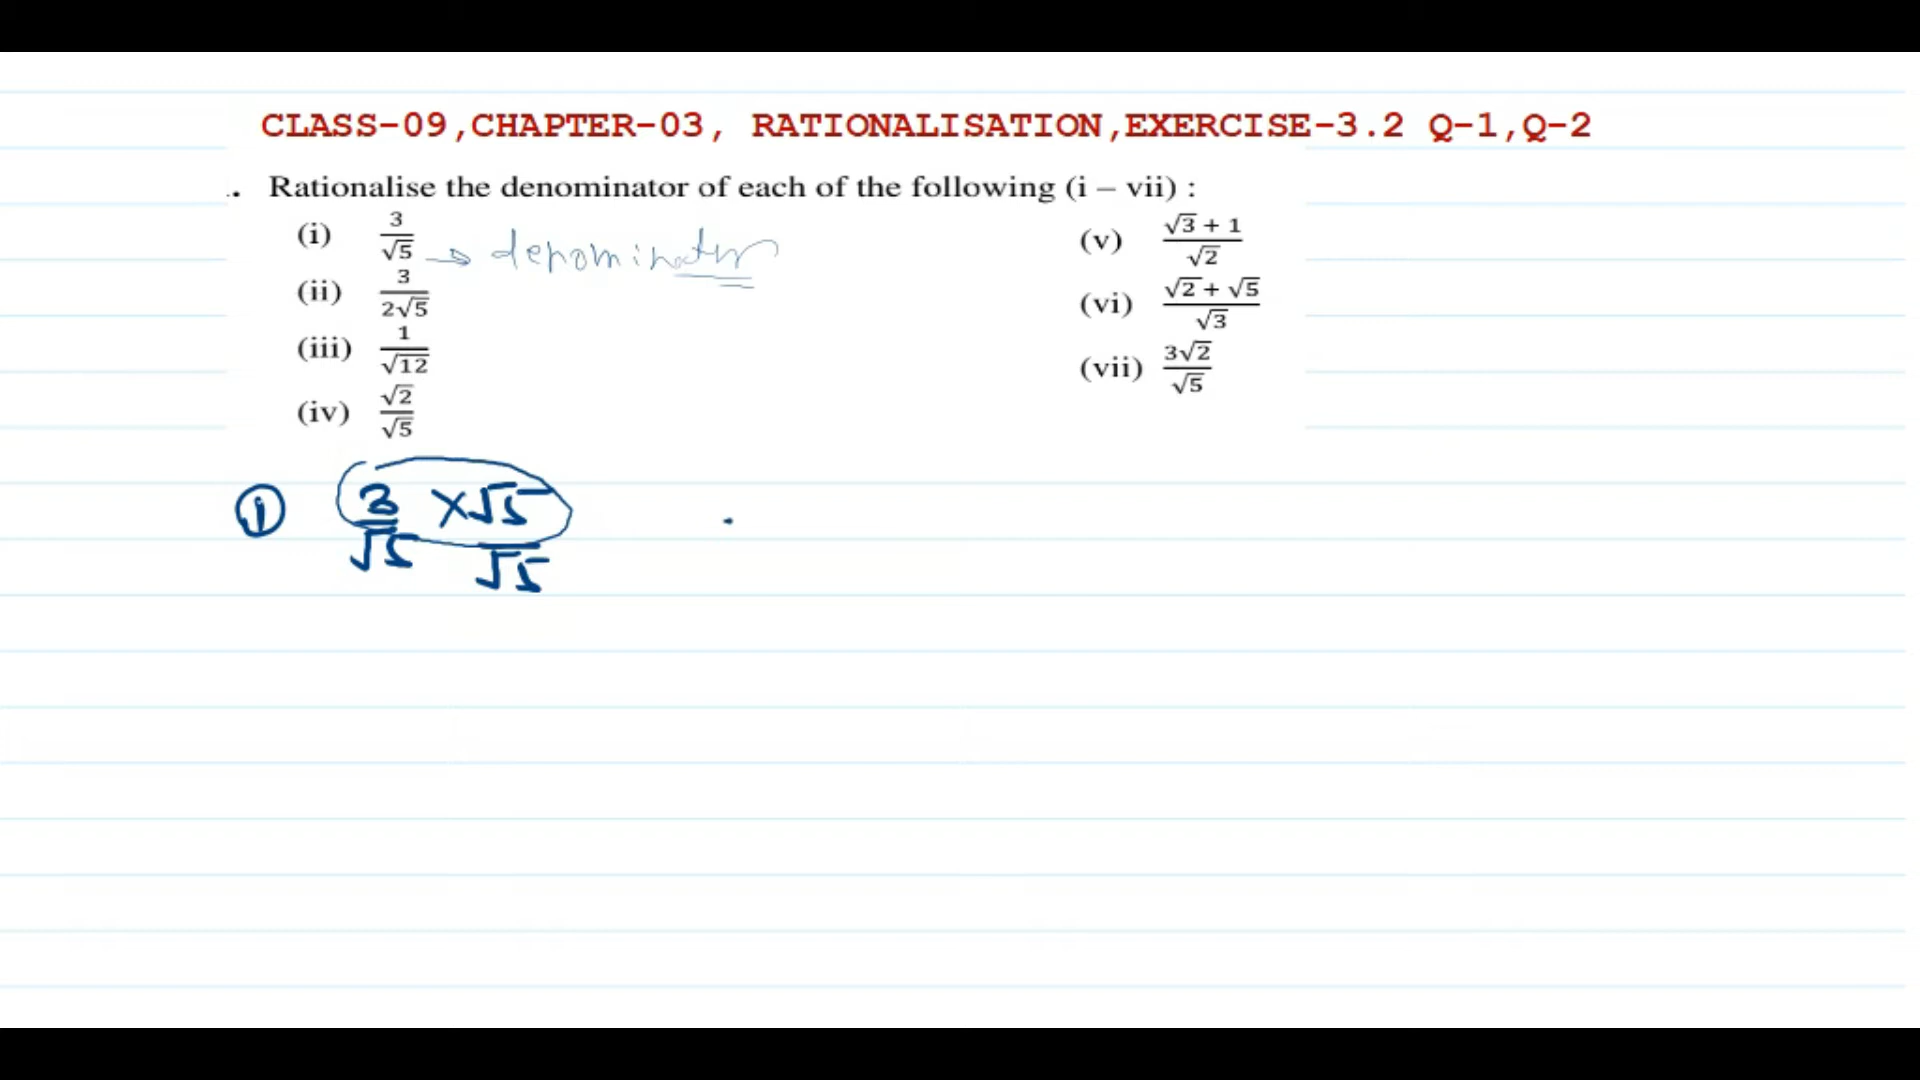 CLASS-09,CHAPTER-03, RATIONALISATION,EXERCISE-3.2 Q-1,Q-2
. Rationalise the denominator of each of the following (i – vii) :
(i) 3/√5 → denominator
(ii) 3/2√5
(iii) 1/√12
(iv) √2/√5
(v) √3 + 1/√2
(vi) √2 + √5/√3
(vii) 3√2/√5
① 3/√5 × √5/√5